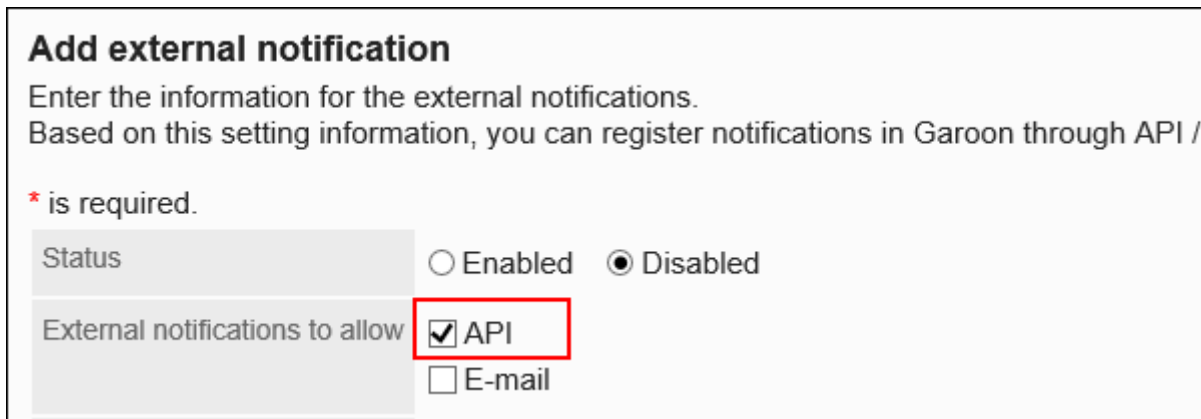 Add external notification
Enter the information for the external notifications.
Based on this setting information, you can register notifications in Garoon through API /
* is required.
Status
Enabled Disabled
External notifications to allow
API
E-mail